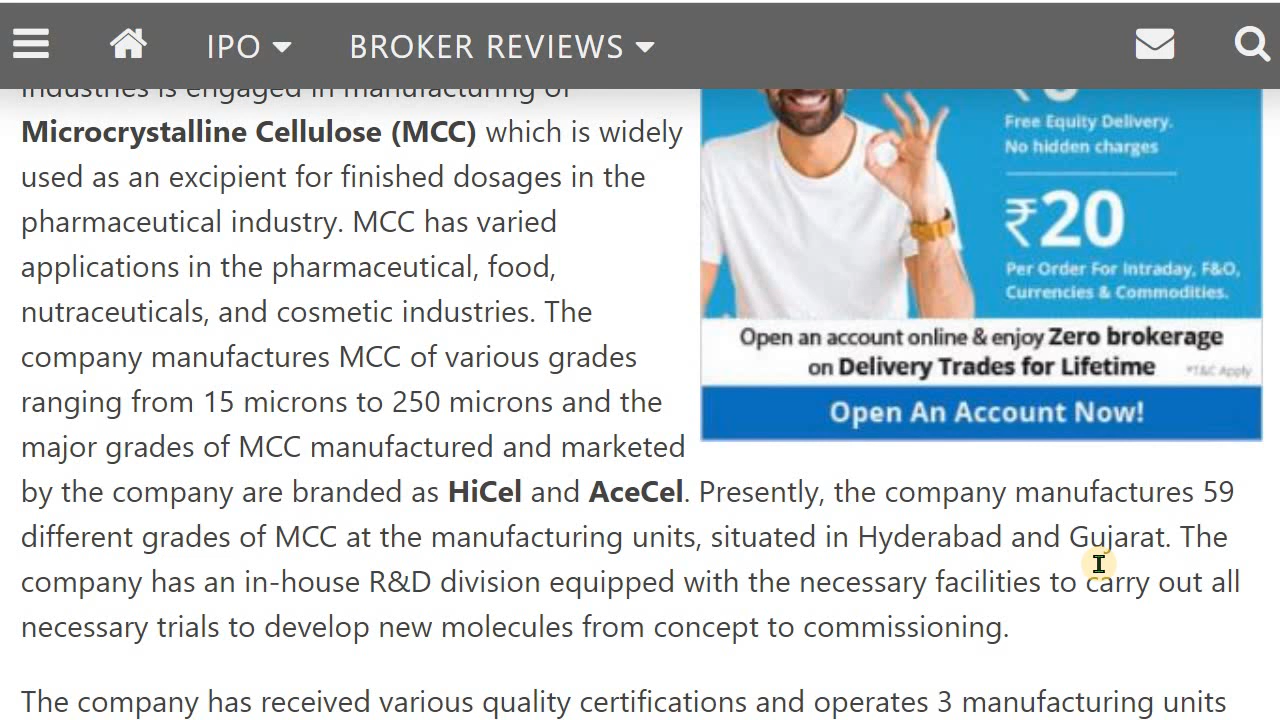 IPO
BROKER REVIEWS
industries is engaged in manufacturing of
Microcrystalline Cellulose (MCC) which is widely
used as an excipient for finished dosages in the
pharmaceutical industry. MCC has varied
applications in the pharmaceutical, food,
nutraceuticals, and cosmetic industries. The
company manufactures MCC of various grades
ranging from 15 microns to 250 microns and the
major grades of MCC manufactured and marketed
by the company are branded as HiCel and AceCel. Presently, the company manufactures 59
different grades of MCC at the manufacturing units, situated in Hyderabad and Gujarat. The
company has an in-house R&D division equipped with the necessary facilities to carry out all
necessary trials to develop new molecules from concept to commissioning.
The company has received various quality certifications and operates 3 manufacturing units
Free Equity Delivery.
No hidden charges
₹20
Per Order For Intraday, F&O,
Currencies & Commodities.
Open an account online & enjoy Zero brokerage
on Delivery Trades for Lifetime
*T&C Apply
Open An Account Now!